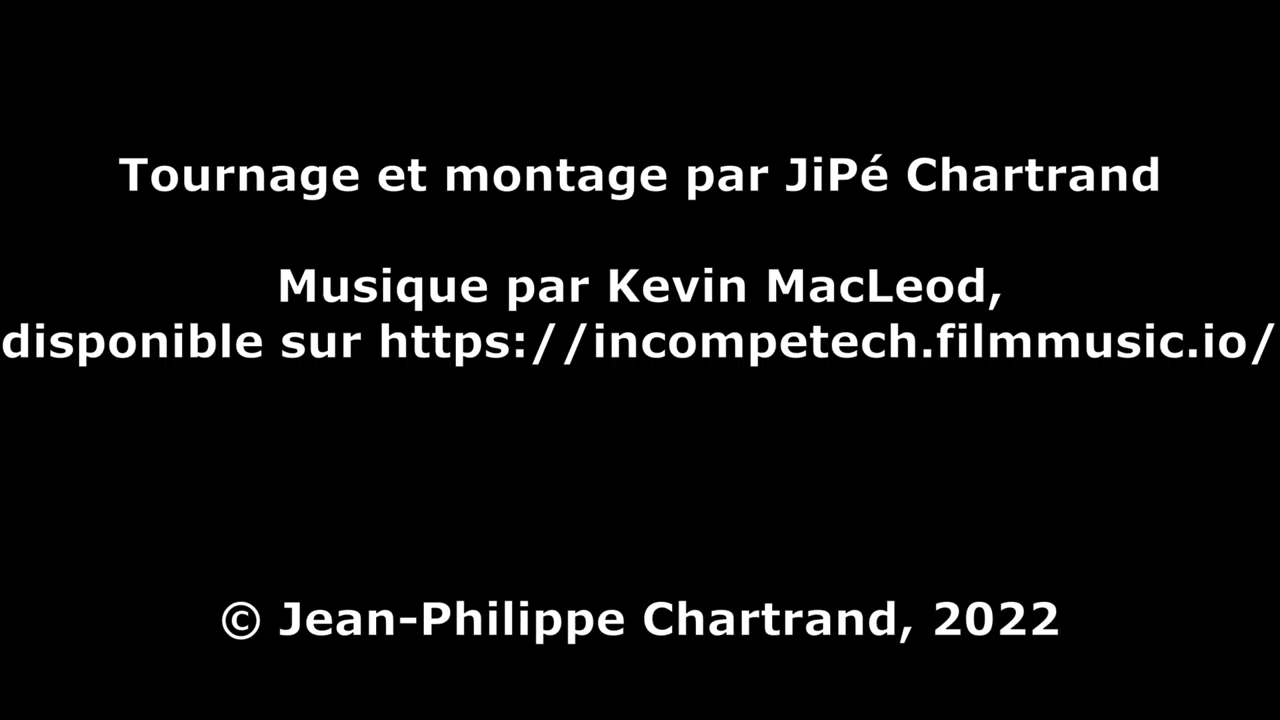 Tournage et montage par JiPé Chartrand
Musique par Kevin MacLeod,
disponible sur https://incompetech.filmmusic.io/
© Jean-Philippe Chartrand, 2022